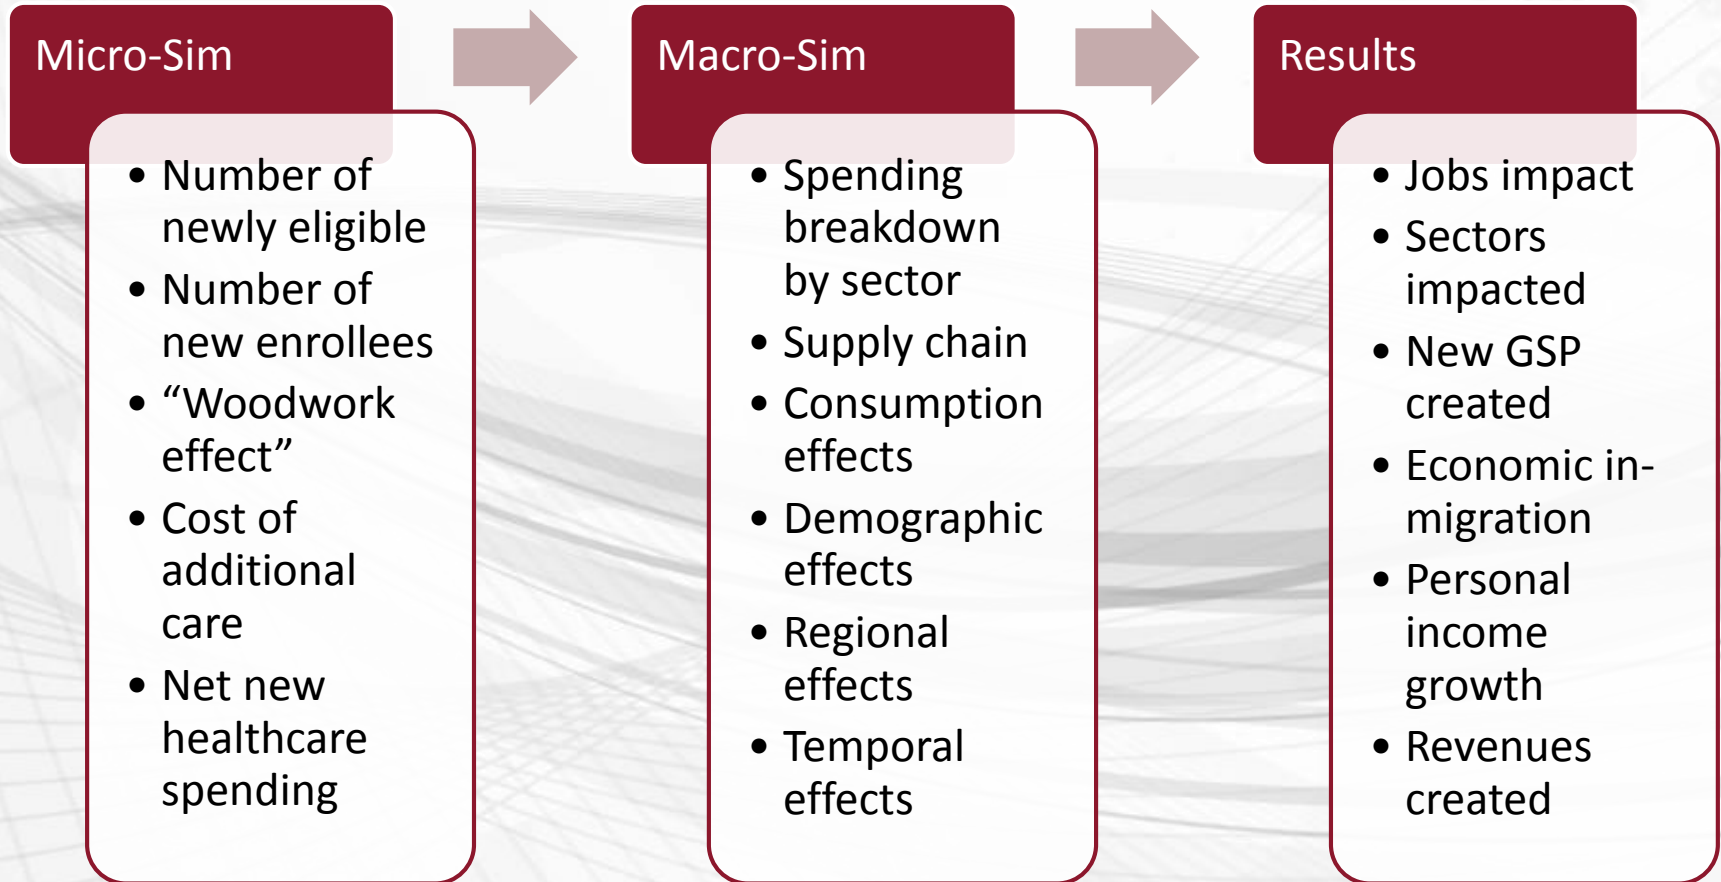 Micro-Sim
• Number of
newly eligible
• Number of
new enrollees
• “Woodwork
effect”
• Cost of
additional
care
• Net new
healthcare
spending
Macro-Sim
• Spending
breakdown
by sector
• Supply chain
• Consumption
effects
• Demographic
effects
• Regional
effects
• Temporal
effects
Results
• Jobs impact
• Sectors
impacted
• New GSP
created
• Economic in-
migration
• Personal
income
growth
• Revenues
created